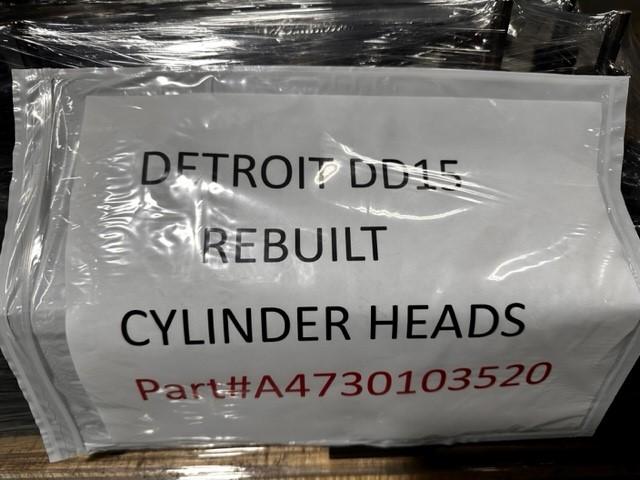 DETROIT DD15
REBUILT
CYLINDER HEADS
Part#A4730103520